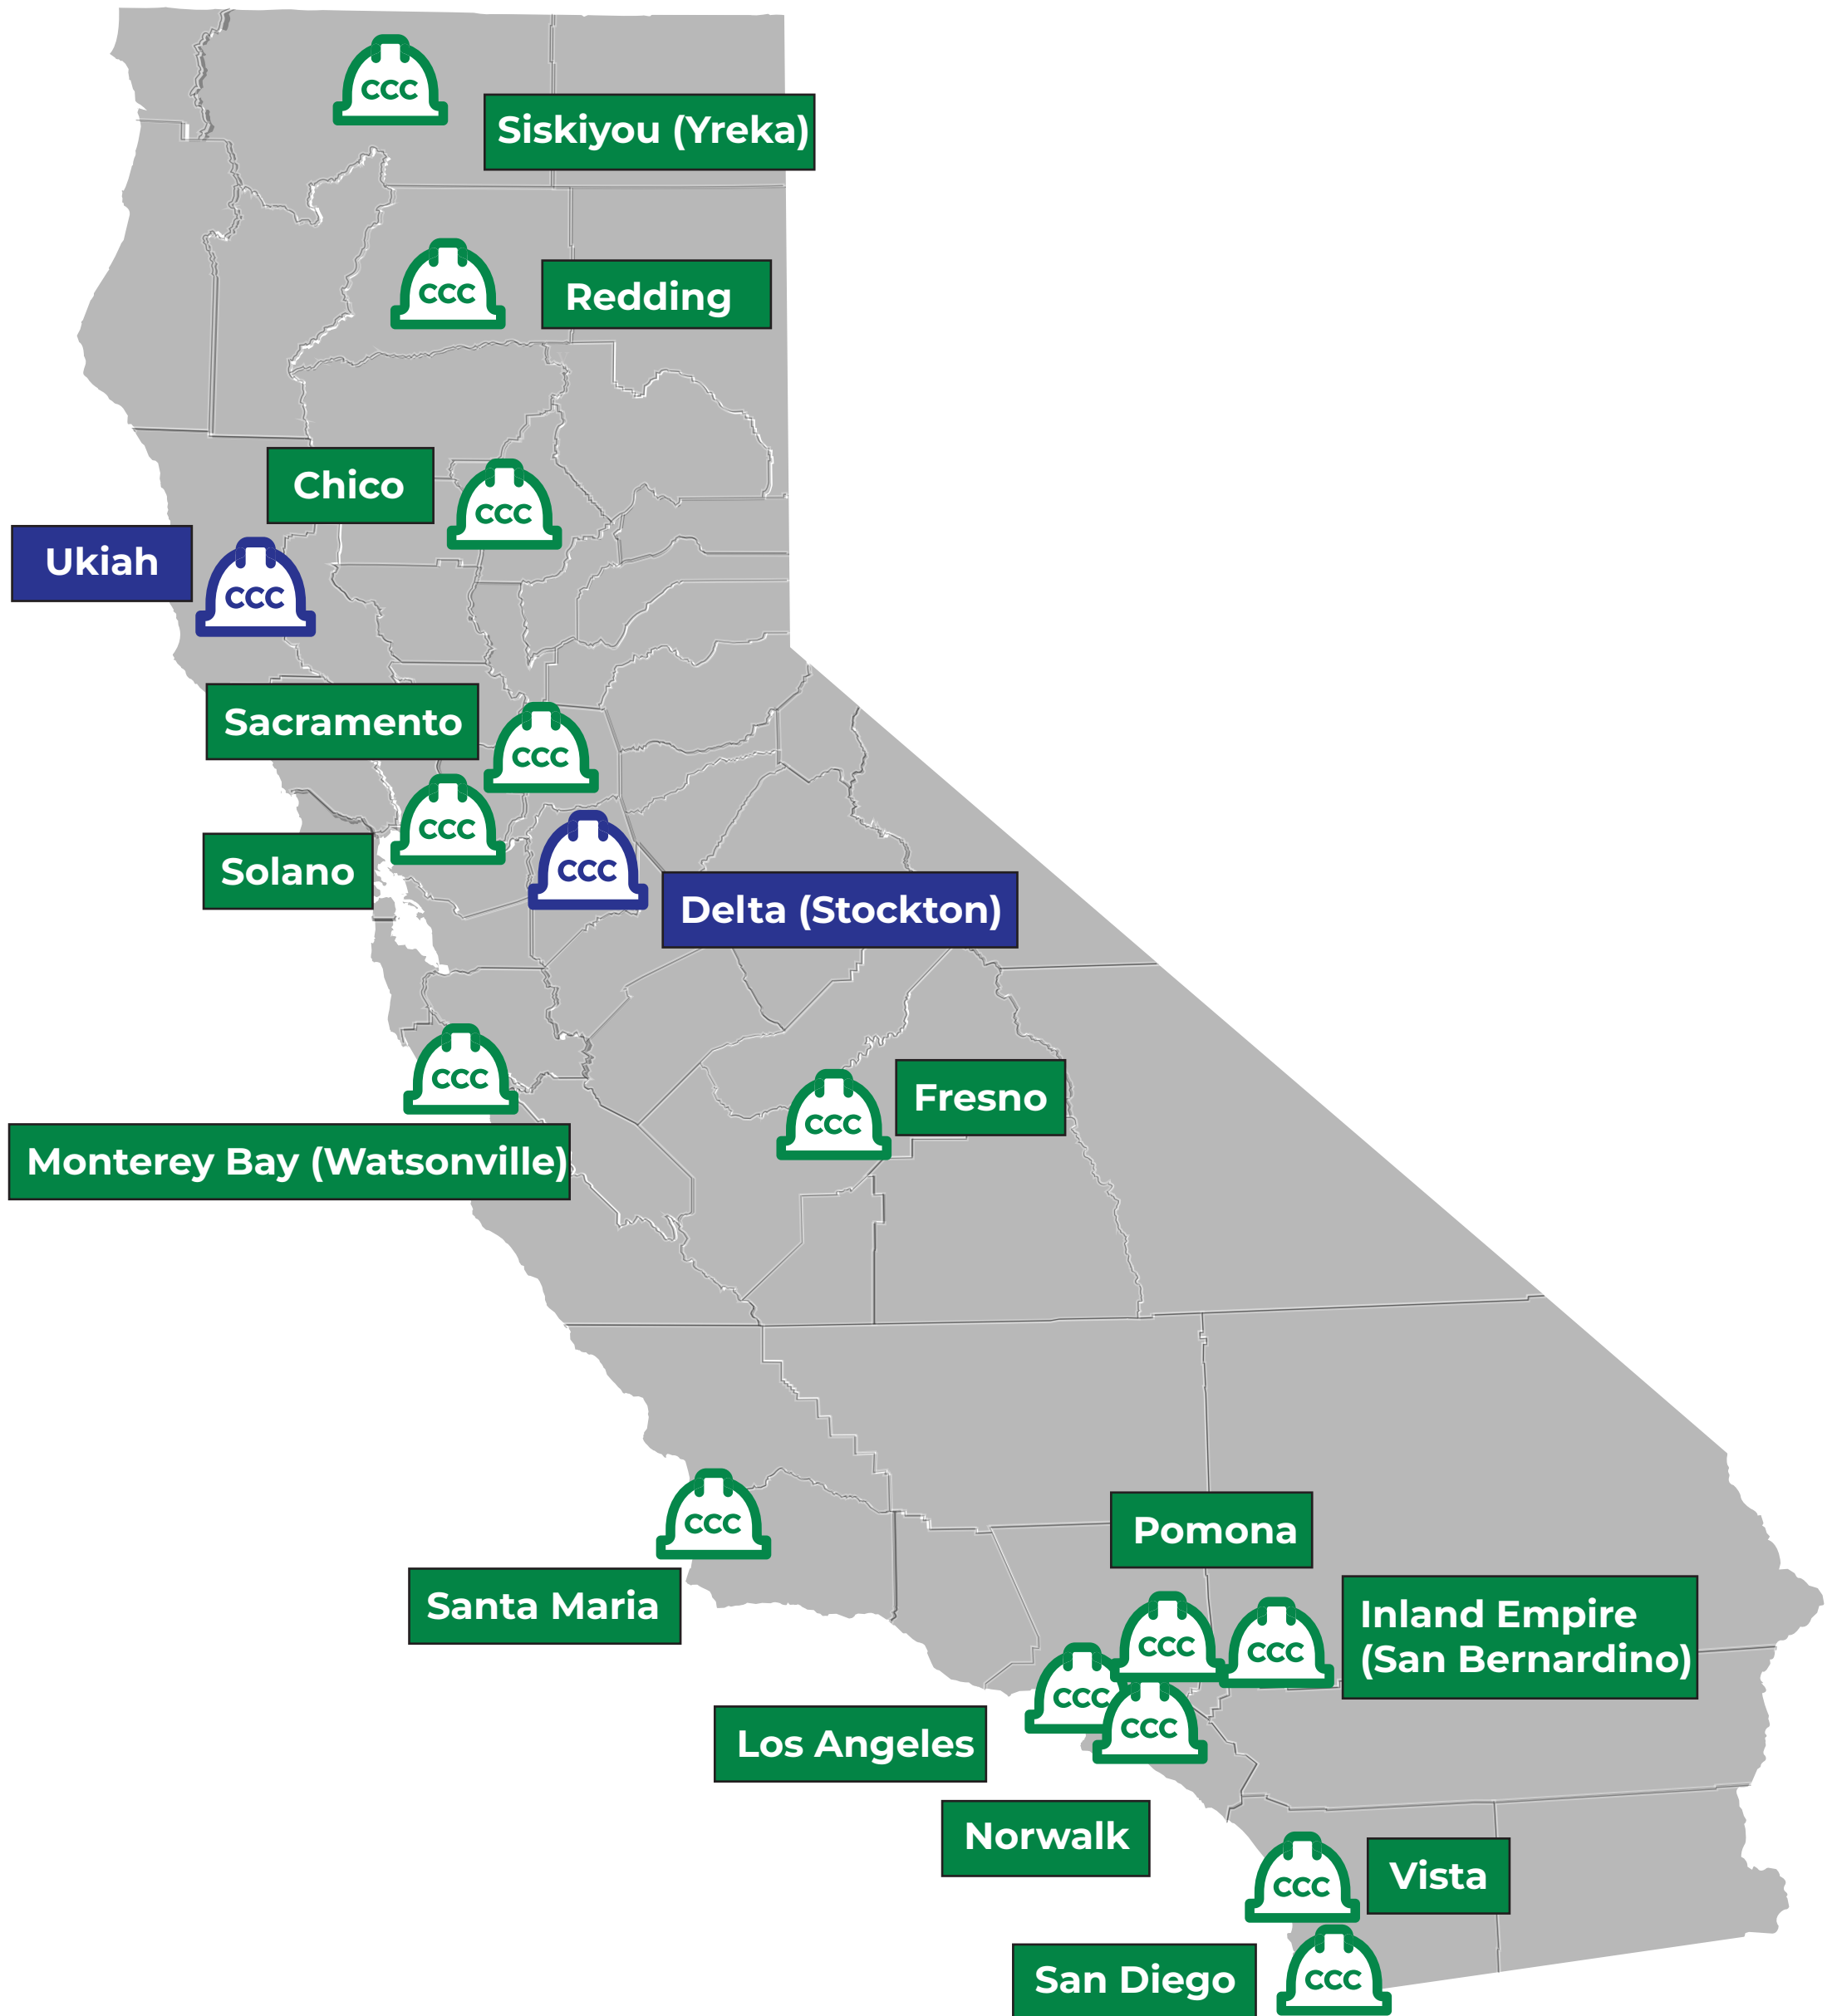 CCC
Siskiyou (Yreka)
CCC
Redding
Chico
CCC
Ukiah
CCC
Sacramento
CCC
CCC
Solano
CCC
Delta (Stockton)
CCC
Monterey Bay (Watsonville)
CCC
Fresno
CCC
Santa Maria
Pomona
CCC
CCC
Inland Empire
(San Bernardino)
CCC
CCC
Los Angeles
Norwalk
CCC
Vista
San Diego
CCC